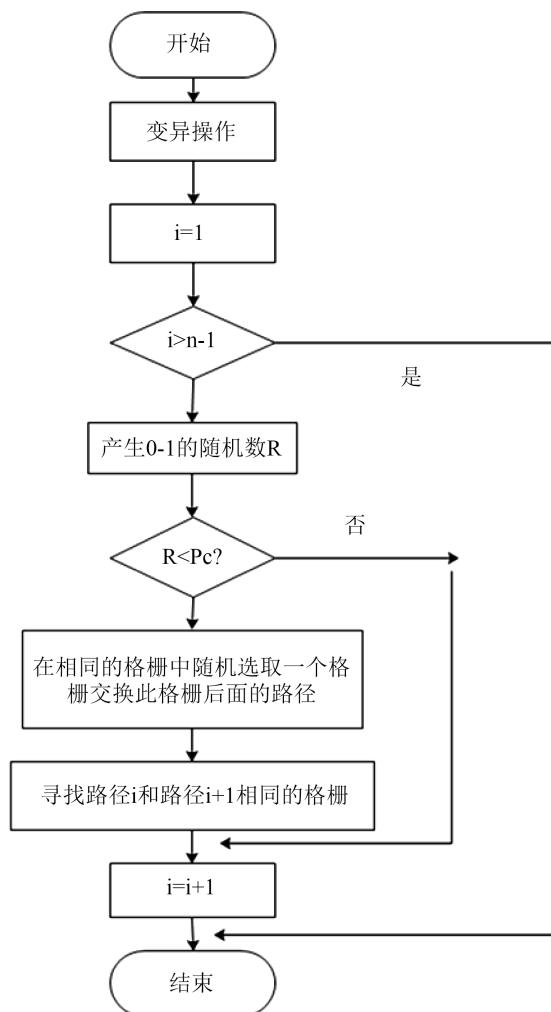 开始
变异操作
i=1
i>n-1
是
产生0-1的随机数R
否
R<Pc?
在相同的格栅中随机选取一个格
栅交换此格栅后面的路径
寻找路径i和路径i+1相同的格栅
i=i+1
结束